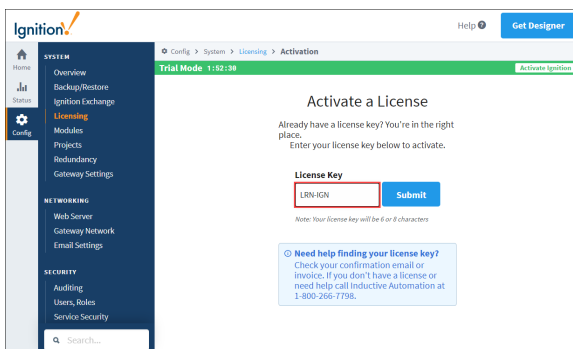 Ignition!
Help
Get Designer
Home
Status
Config
SYSTEM
Overview
Backup/Restore
Ignition Exchange
Licensing
Modules
Projects
Redundancy
Gateway Settings
NETWORKING
Web Server
Gateway Network
Email Settings
SECURITY
Auditing
Users, Roles
Service Security
Search...
Config > System > Licensing > Activation
Trial Mode 1:52:30
Activate Ignition
Activate a License
Already have a license key? You're in the right
place.
Enter your license key below to activate.
License Key
LRN-IGN
Submit
Note: Your license key will be 6 or 8 characters
Need help finding your license key?
Check your confirmation email or
invoice. If you don't have a license or
need help call Inductive Automation at
1-800-266-7798.